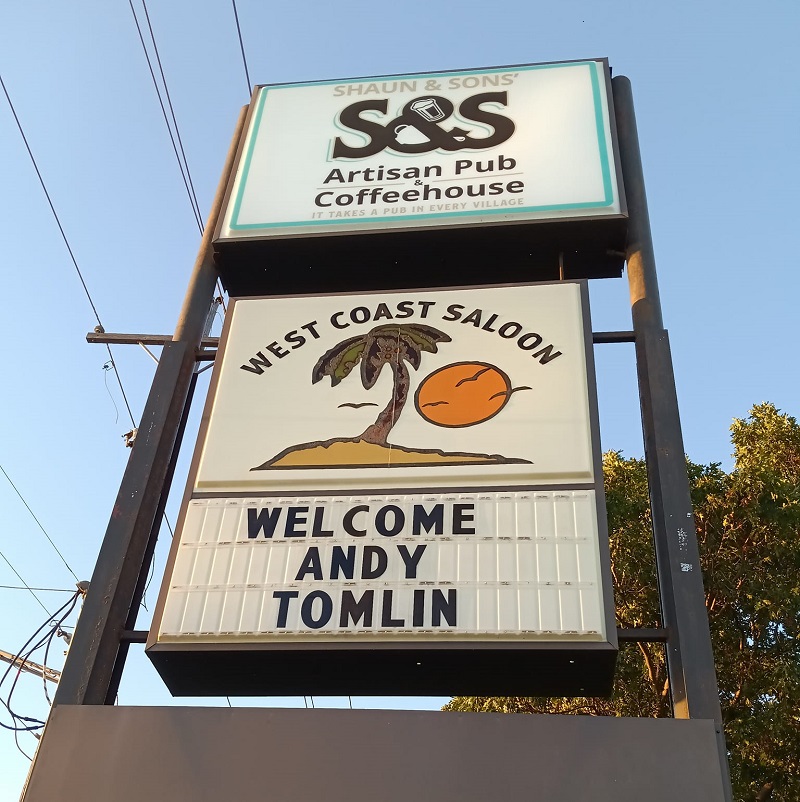 SHAUN & SONS'
S&S
Artisan Pub
&
Coffeehouse
IT TAKES A PUB IN EVERY VILLAGE
WEST COAST SALOON
WELCOME
ANDY
TOMLIN